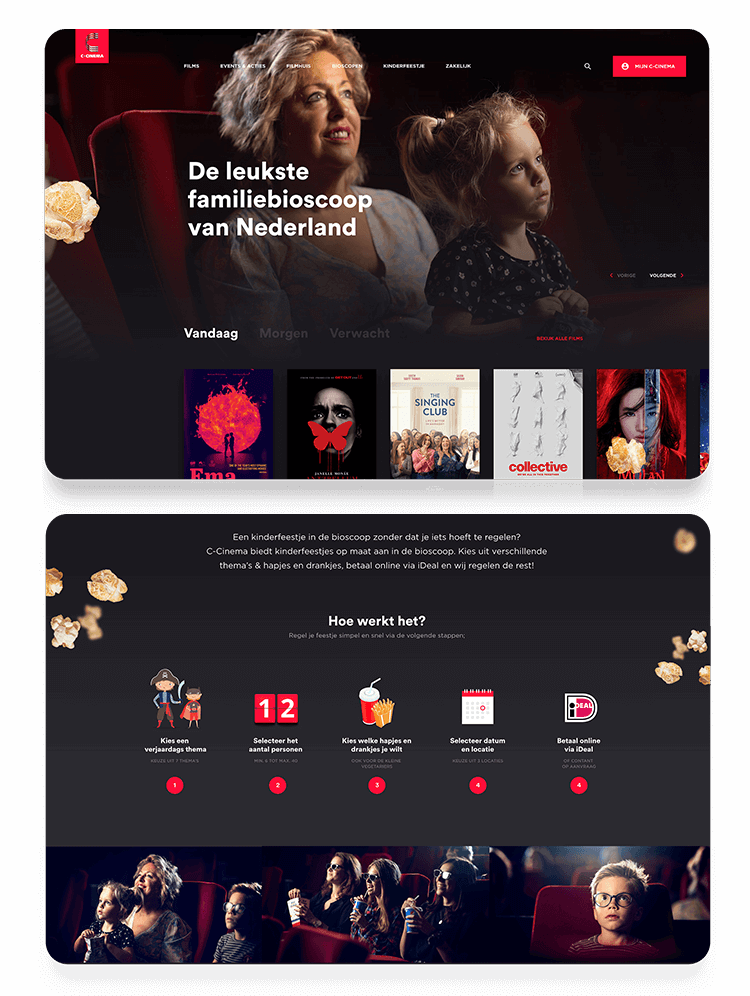 C-CINEMA
FILMS EVENTS & ACTIES FILMHUIS BIOSCOPEN KINDERFEESTJE ZAKELIJK
MIJN C-CINEMA
De leukste
familiebioscoop
van Nederland
VORIGE VOLGENDE
Vandaag Morgen Verwacht
BEKIJK ALLE FILMS
Ema
JANELLE MONÁE
THE
SINGING
CLUB
collective
Een kinderfeestje in de bioscoop zonder dat je iets hoeft te regelen?
C-Cinema biedt kinderfeestjes op maat aan in de bioscoop. Kies uit verschillende
thema's & hapjes en drankjes, betaal online via iDeal en wij regelen de rest!
Hoe werkt het?
Regel je feestje simpel en snel via de volgende stappen;
12
iDEAL
Kies een
verjaardags thema
KEUZE UIT 7 THEMA'S
1
Selecteer het
aantal personen
MIN. 6 TOT MAX. 40
2
Kies welke hapjes en
drankjes je wilt
OOK VOOR DE KLEINE
VEGETARIËRS
3
Selecteer datum
en locatie
KEUZE UIT 3 LOCATIES
4
Betaal online
via iDeal
OF CONTANT
OP AANVRAAG
4